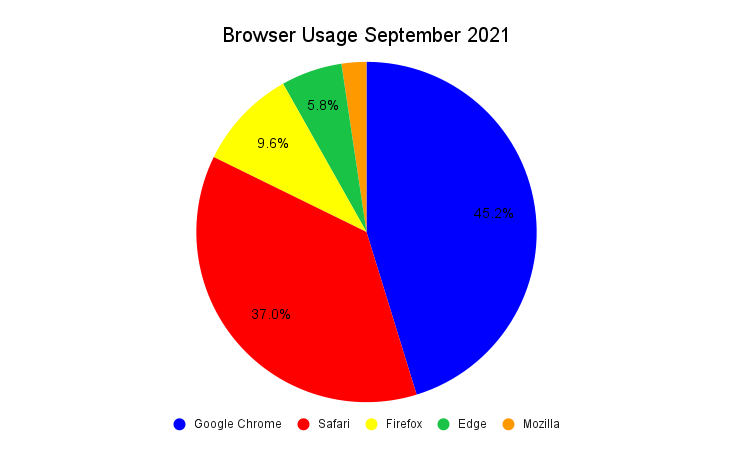 Browser Usage September 2021
5.8%
9.6%
45.2%
37.0%
Google Chrome Safari Firefox Edge Mozilla